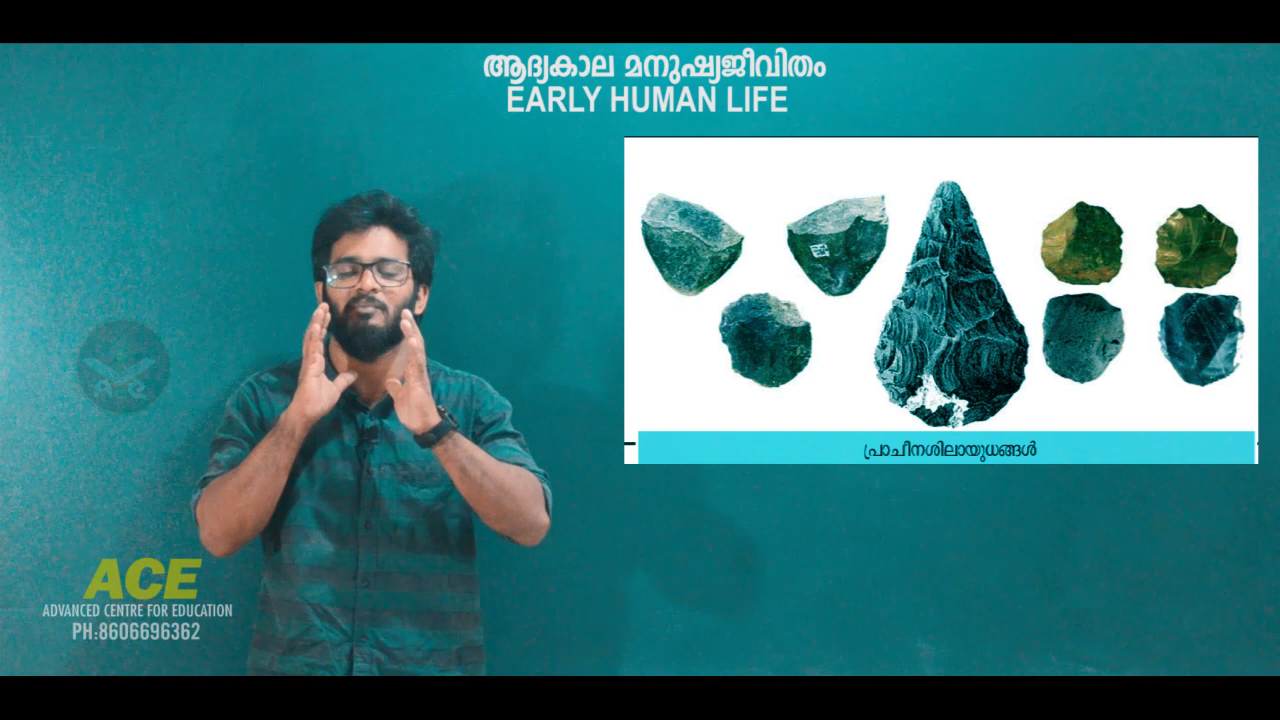 ആദ്യകാല മനുഷ്യജീവിതം
EARLY HUMAN LIFE
പ്രാചീനശിലായുധങ്ങൾ
ACE
ADVANCED CENTRE FOR EDUCATION
PH:8606696362